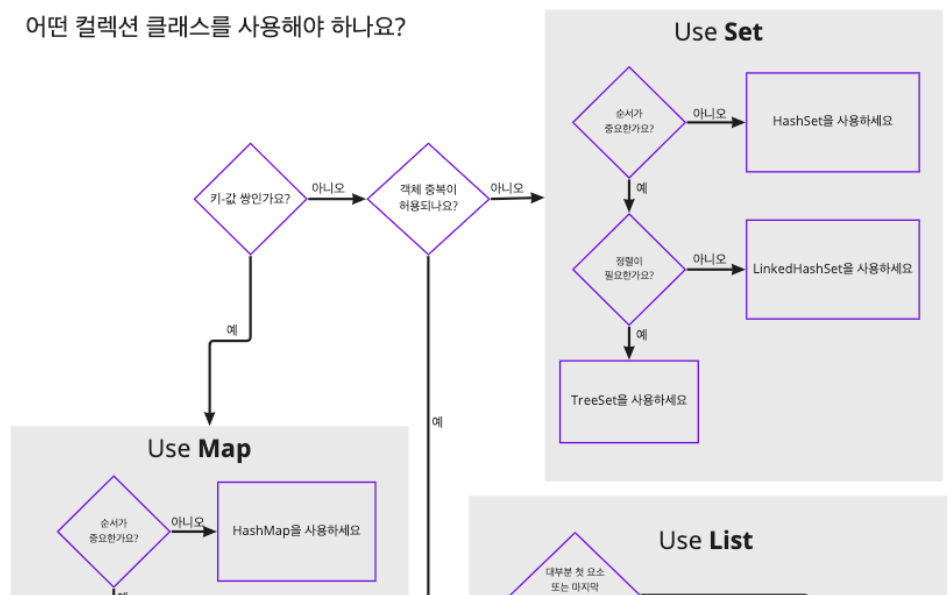 어떤 컬렉션 클래스를 사용해야 하나요?
키-값 쌍인가요?
아니오
객체 중복이
허용되나요?
아니오
예
예
Use Set
순서가
중요한가요?
아니오
HashSet을 사용하세요
예
정렬이
필요한가요?
아니오
LinkedHashSet을 사용하세요
예
TreeSet을 사용하세요
Use Map
순서가
중요한가요?
아니오
HashMap을 사용하세요
예
Use List
대부분 첫 요소
또는 마지막